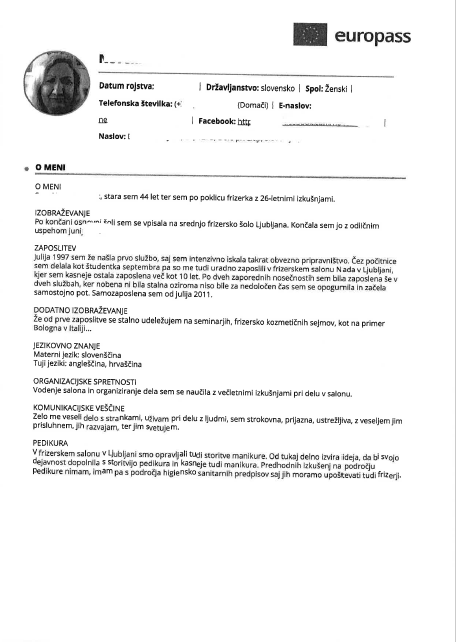 europass
Datum rojstva: | Državljanstvo: slovensko | Spol: Ženski |
Telefonska številka: (+ (Domači) | E-naslov:
ne | Facebook: http |
Naslov:
O MENI
O MENI
, stara sem 44 let ter sem po poklicu frizerka z 26-letnimi izkušnjami.
IZOBRAŽEVANJE
Po končani osnovni šoli sem se vpisala na srednjo frizersko šolo Ljubljana. Končala sem jo z odličnim
uspehom junij
ZAPOSLITEV
Julija 1997 sem že našla prvo službo, saj sem intenzivno iskala takrat obvezno pripravništvo. Čez počitnice
sem delala kot študentka septembra pa so me tudi uradno zaposlili v frizerskem salonu Nada v Ljubljani,
kjer sem kasneje ostala zaposlena več kot 10 let. Po dveh zaporednih nosečnostih sem bila zaposlena še v
dveh službah, ker nobena ni bila stalna oziroma niso bile za nedoločen čas sem se opogumila in začela
samostojno pot. Samozaposlena sem od julija 2011.
DODATNO IZOBRAŽEVANJE
Že od prve zaposlitve se stalno udeležujem na seminarjih, frizersko kozmetičnih sejmov, kot na primer
Bologna v Italiji...
JEZIKOVNO ZNANJE
Materni jezik: slovenščina
Tuji jeziki: angleščina, hrvaščina
ORGANIZACIJSKE SPRETNOSTI
Vodenje salona in organiziranje dela sem se naučila z večletnimi izkušnjami pri delu v salonu.
KOMUNIKACIJSKE VEŠČINE
Zelo me veseli delo s strankami, uživam pri delu z ljudmi, sem strokovna, prijazna, ustrežljiva, z veseljem jim
prisluhnem, jih razvajam, ter jim svetujem.
PEDIKURA
V frizerskem salonu v Ljubljani smo opravljali tudi storitve manikure. Od tukaj delno izvira ideja, da bi svojo
dejavnost dopolnila s storitvijo pedikura in kasneje tudi manikura. Predhodnih izkušenj na področju
Pedikure nimam, imam pa s področja higiensko sanitarnih predpisov saj jih moramo upoštevati tudi frizerji.